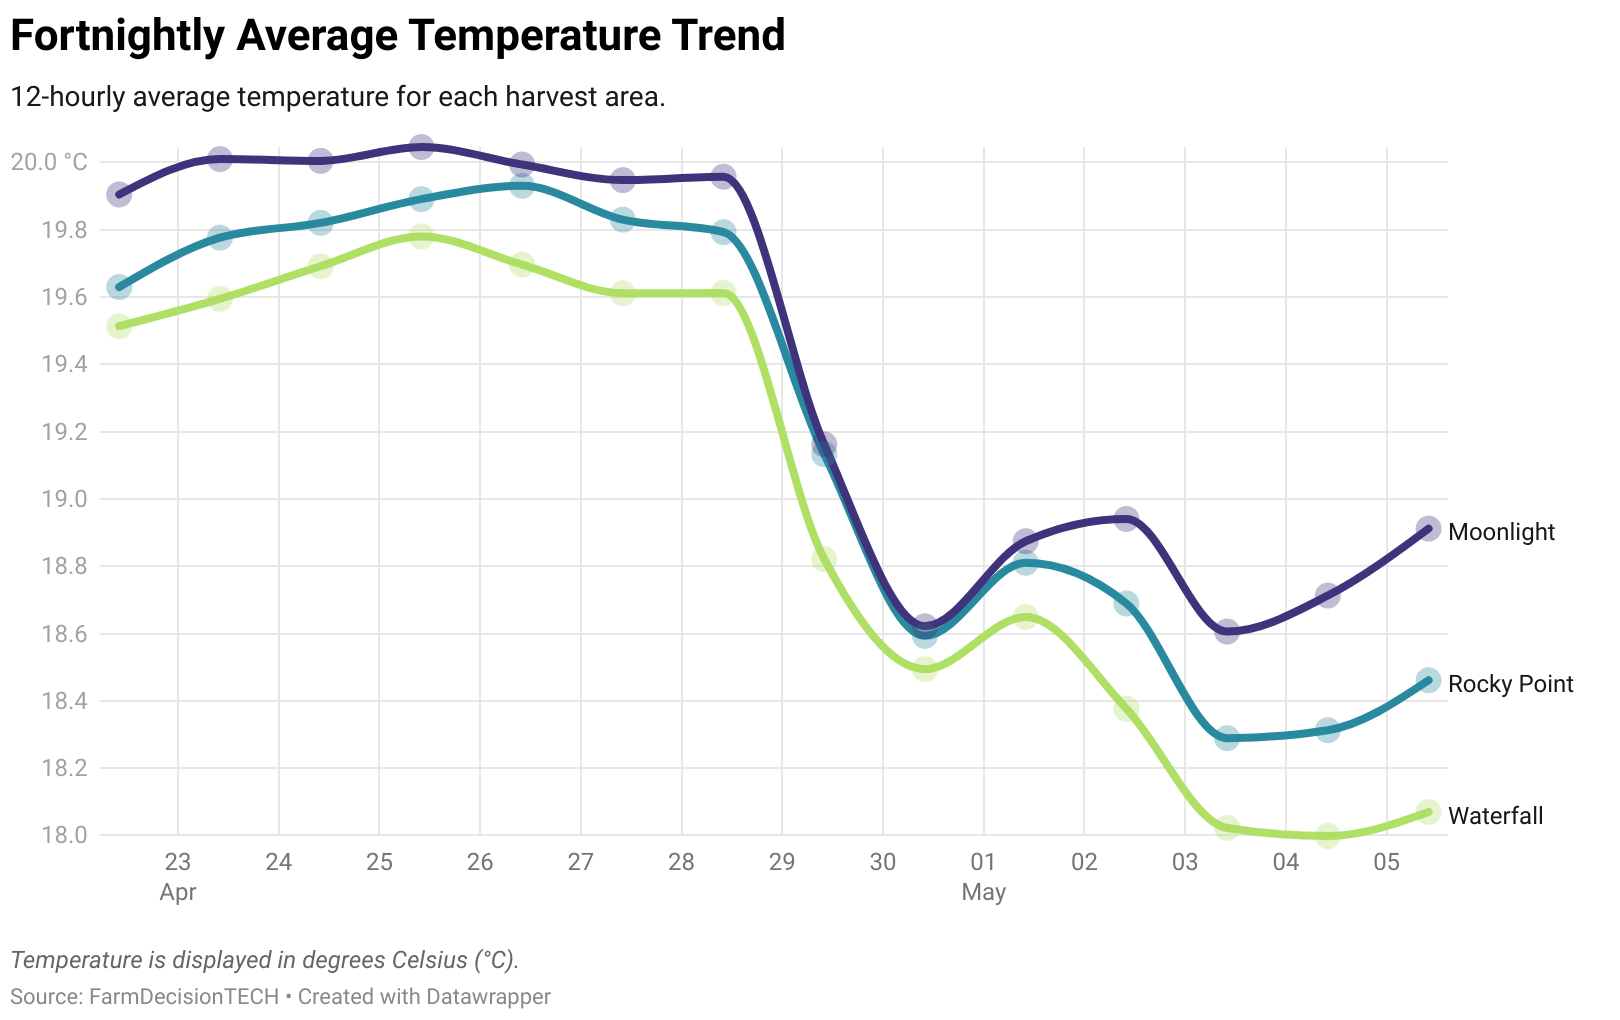 Fortnightly Average Temperature Trend
12-hourly average temperature for each harvest area.
20.0 °C
19.8
19.6
19.4
19.2
19.0
18.8
18.6
18.4
18.2
18.0
Moonlight
Rocky Point
Waterfall
23 24 25 26 27 28 29 30 01 02 03 04 05
Apr May
Temperature is displayed in degrees Celsius (°C).
Source: FarmDecisionTECH • Created with Datawrapper